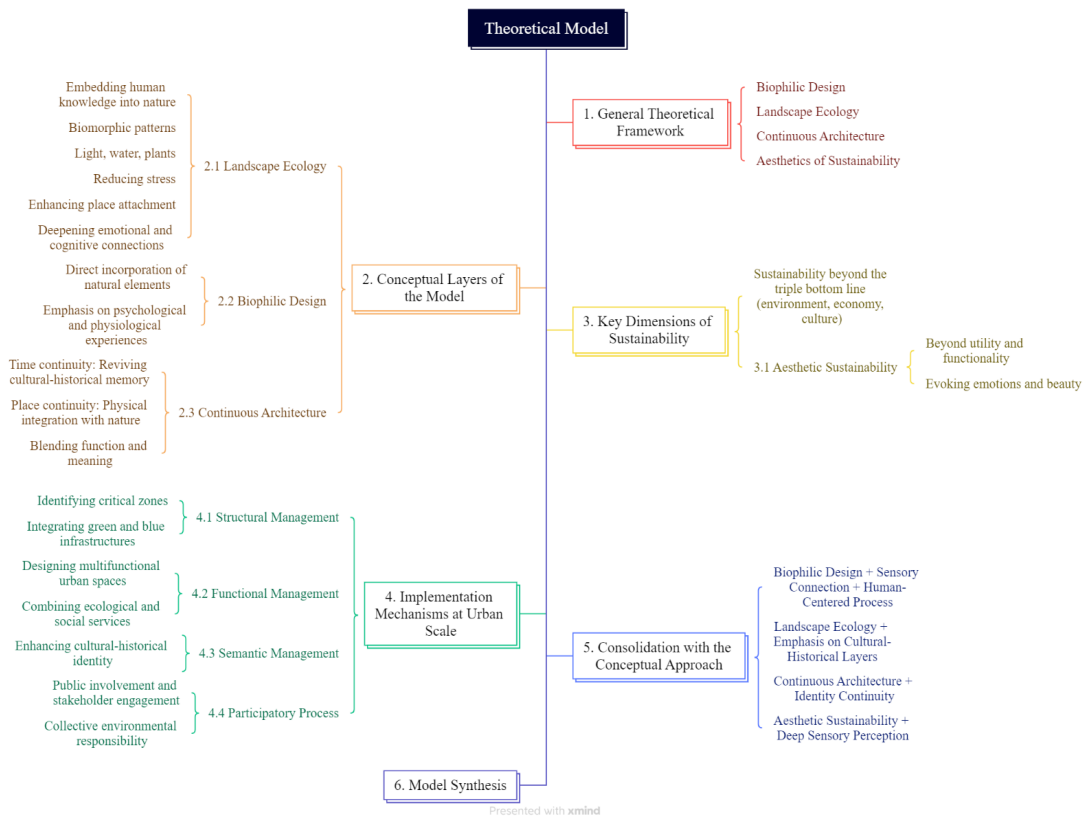 Theoretical Model
1. General Theoretical
Framework
Biophilic Design
Landscape Ecology
Continuous Architecture
Aesthetics of Sustainability
2. Conceptual Layers of
the Model
2.1 Landscape Ecology
Embedding human
knowledge into nature
Biomorphic patterns
Light, water, plants
Reducing stress
Enhancing place attachment
Deepening emotional and
cognitive connections
2.2 Biophilic Design
Direct incorporation of
natural elements
Emphasis on psychological
and physiological
experiences
2.3 Continuous Architecture
Time continuity: Reviving
cultural-historical memory
Place continuity: Physical
integration with nature
Blending function and
meaning
3. Key Dimensions of
Sustainability
Sustainability beyond the
triple bottom line
(environment, economy,
culture)
3.1 Aesthetic Sustainability
Beyond utility and
functionality
Evoking emotions and beauty
4. Implementation
Mechanisms at Urban
Scale
4.1 Structural Management
Identifying critical zones
Integrating green and blue
infrastructures
4.2 Functional Management
Designing multifunctional
urban spaces
Combining ecological and
social services
4.3 Semantic Management
Enhancing cultural-historical
identity
4.4 Participatory Process
Public involvement and
stakeholder engagement
Collective environmental
responsibility
5. Consolidation with the
Conceptual Approach
Biophilic Design + Sensory
Connection + Human-
Centered Process
Landscape Ecology +
Emphasis on Cultural-
Historical Layers
Continuous Architecture +
Identity Continuity
Aesthetic Sustainability +
Deep Sensory Perception
6. Model Synthesis
Presented with xmind